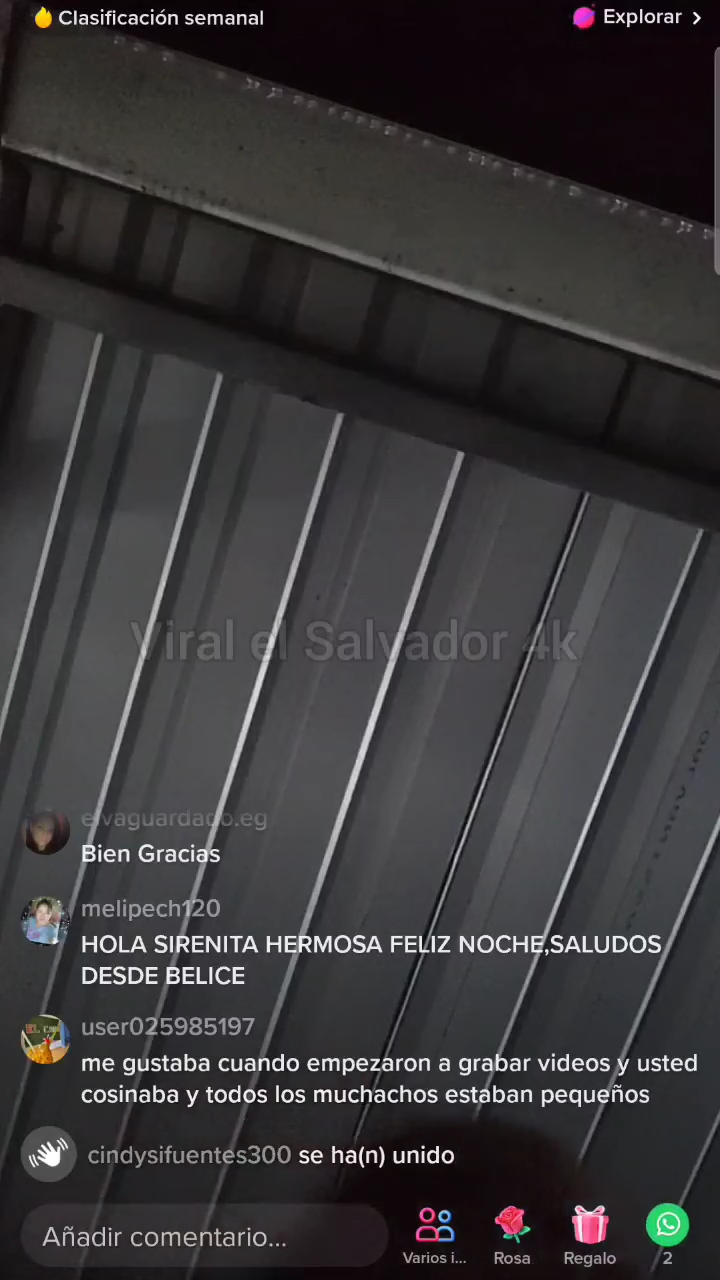 Clasificación semanal
Explorar
Viral el Salvador 4k
elvaguardado.eg
Bien Gracias
melipech120
HOLA SIRENITA HERMOSA FELIZ NOCHE,SALUDOS
DESDE BELICE
user025985197
me gustaba cuando empezaron a grabar videos y usted
cosinaba y todos los muchachos estaban pequeños
cindysifuentes300 se ha(n) unido
Añadir comentario...
Varios i...
Rosa
Regalo
2